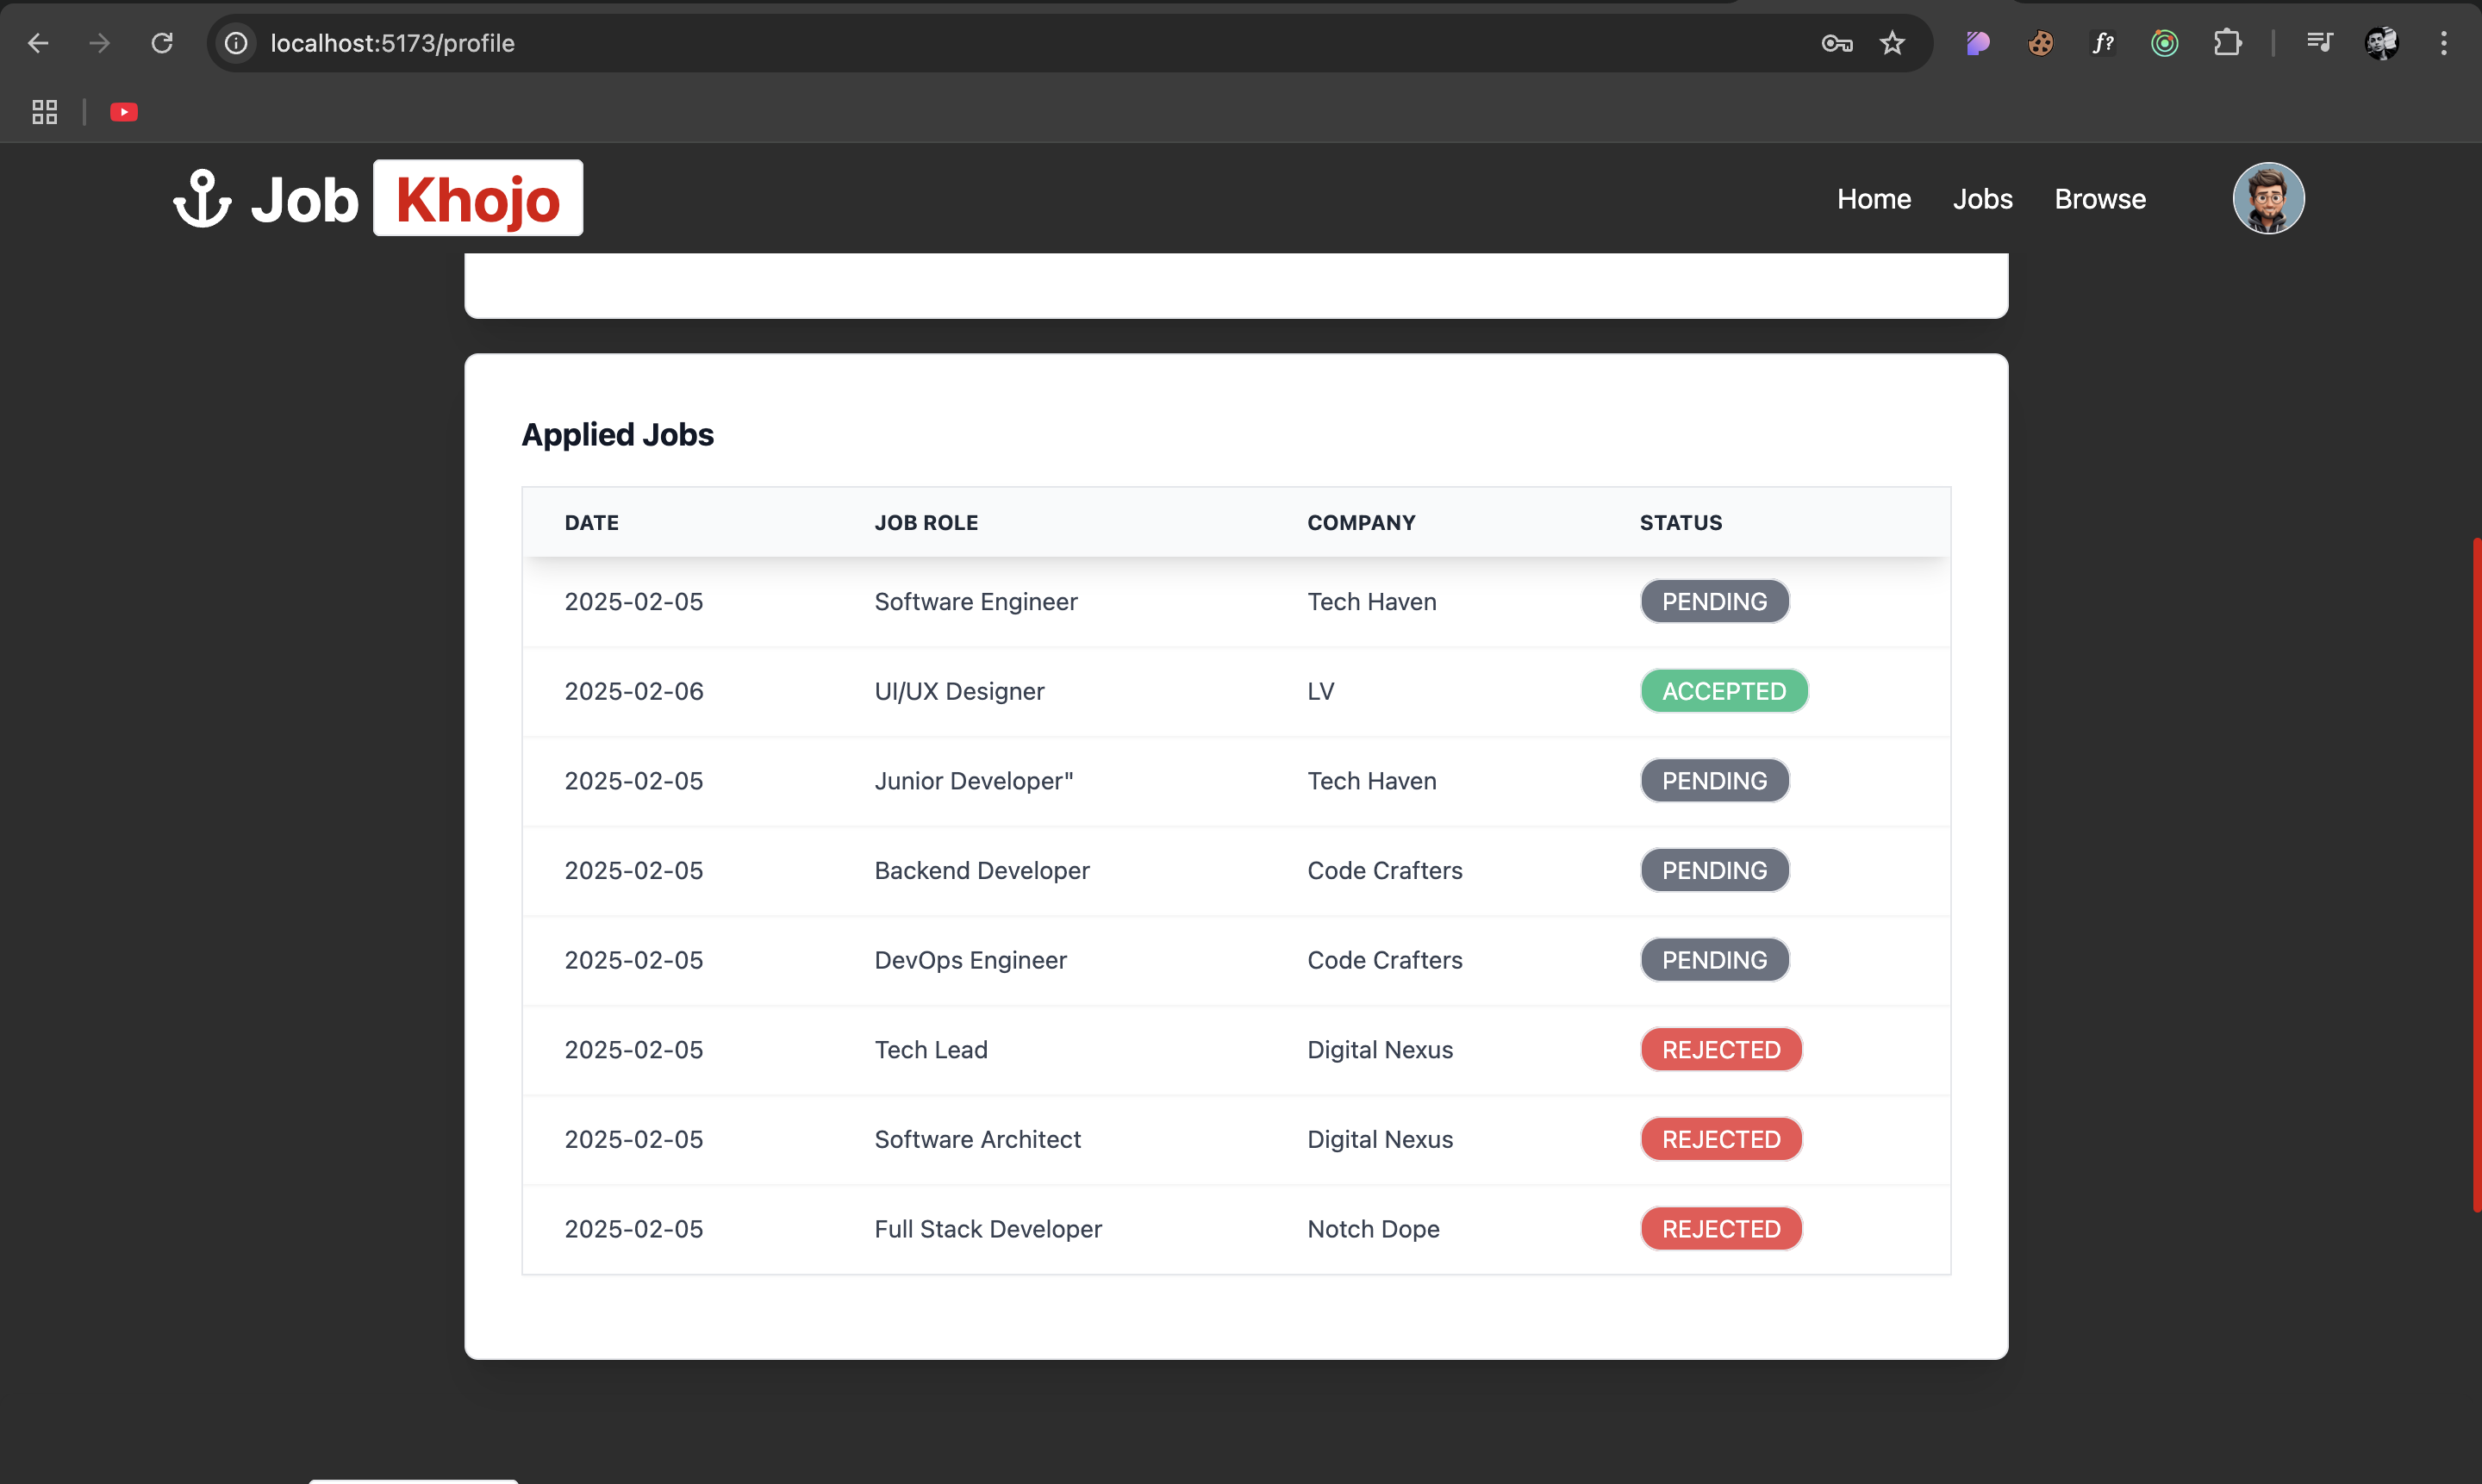 localhost:5173/profile
f?
Job Khojo
Home Jobs Browse
Applied Jobs
DATE JOB ROLE COMPANY STATUS
2025-02-05 Software Engineer Tech Haven PENDING
2025-02-06 UI/UX Designer LV ACCEPTED
2025-02-05 Junior Developer" Tech Haven PENDING
2025-02-05 Backend Developer Code Crafters PENDING
2025-02-05 DevOps Engineer Code Crafters PENDING
2025-02-05 Tech Lead Digital Nexus REJECTED
2025-02-05 Software Architect Digital Nexus REJECTED
2025-02-05 Full Stack Developer Notch Dope REJECTED